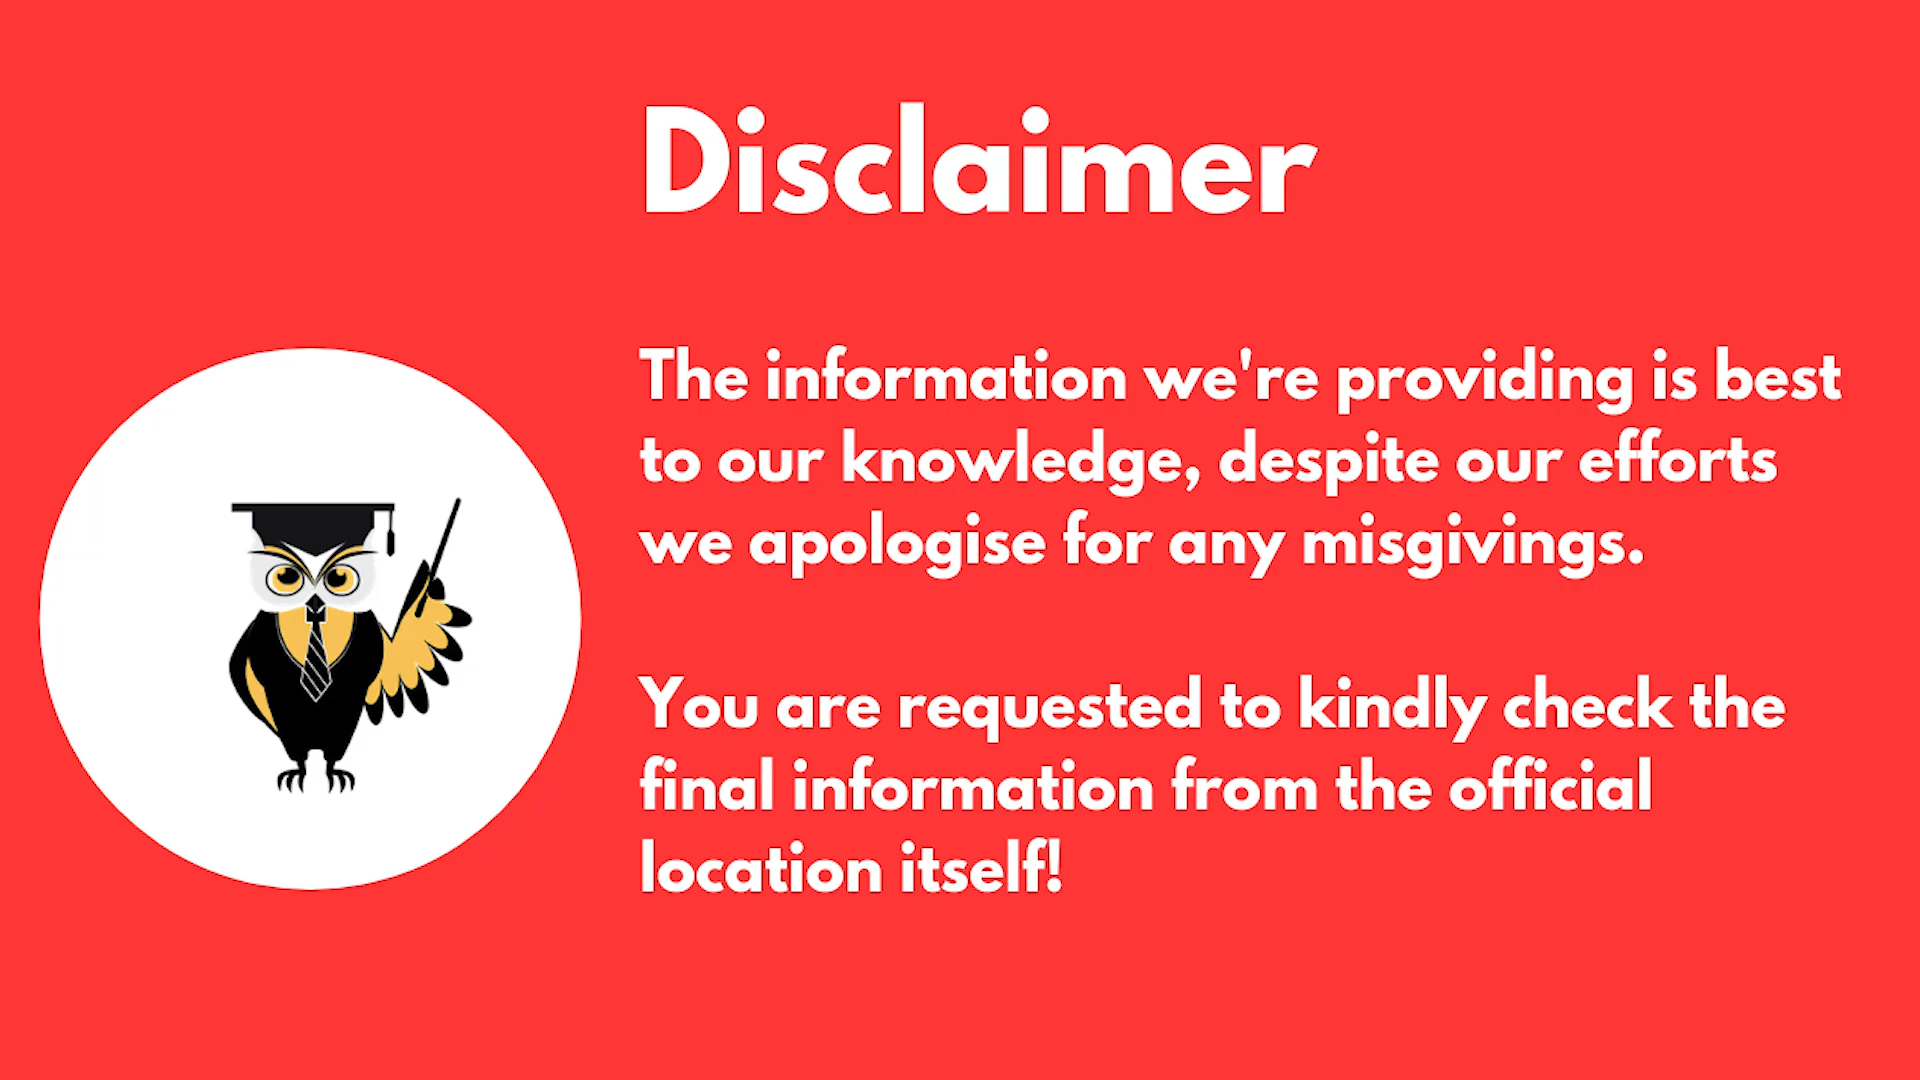 Disclaimer
The information we're providing is best
to our knowledge, despite our efforts
we apologise for any misgivings.
You are requested to kindly check the
final information from the official
location itself!